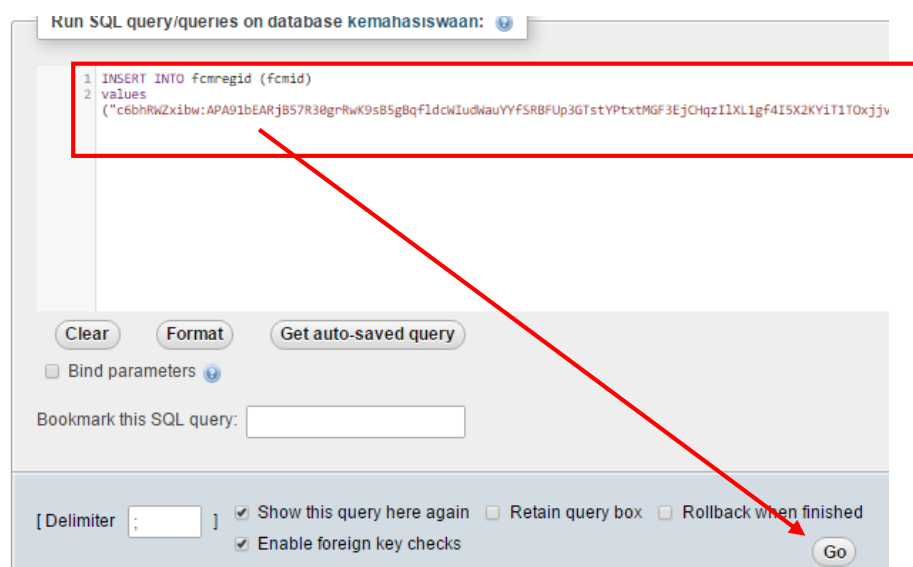 Run SQL query/queries on database kemahasiswaan:
1 INSERT INTO fcmregid (fcmid)
2 values
("c6bhRWZxibw:APA91bEARjB57R30grRwK9sB5gBqfldcWIudWauYYfSRBFUp3GTstYPtxtMGF3EjCHqzIlXL1gf4I5X2KYiT1TOxjjv
Clear Format Get auto-saved query
Bind parameters
Bookmark this SQL query:
[ Delimiter ; ] Show this query here again Retain query box Rollback when finished
Enable foreign key checks
Go